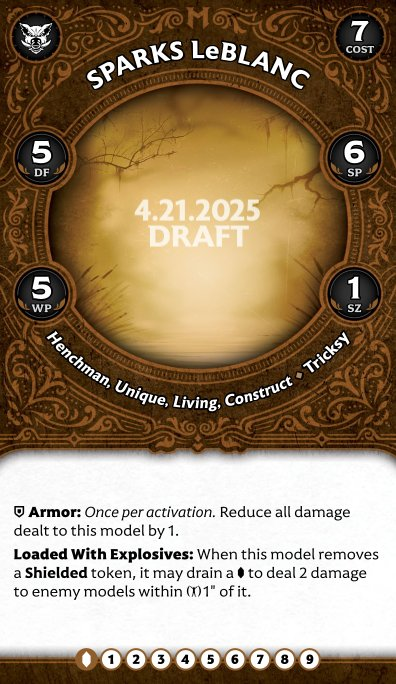 SPARKS LeBLANC
7
COST
5
DF
6
SP
4.21.2025
DRAFT
5
WP
1
SZ
Henchman, Unique, Living, Construct • Tricksy
Armor: Once per activation. Reduce all damage
dealt to this model by 1.
Loaded With Explosives: When this model removes
a Shielded token, it may drain a to deal 2 damage
to enemy models within 1" of it.
1 2 3 4 5 6 7 8 9